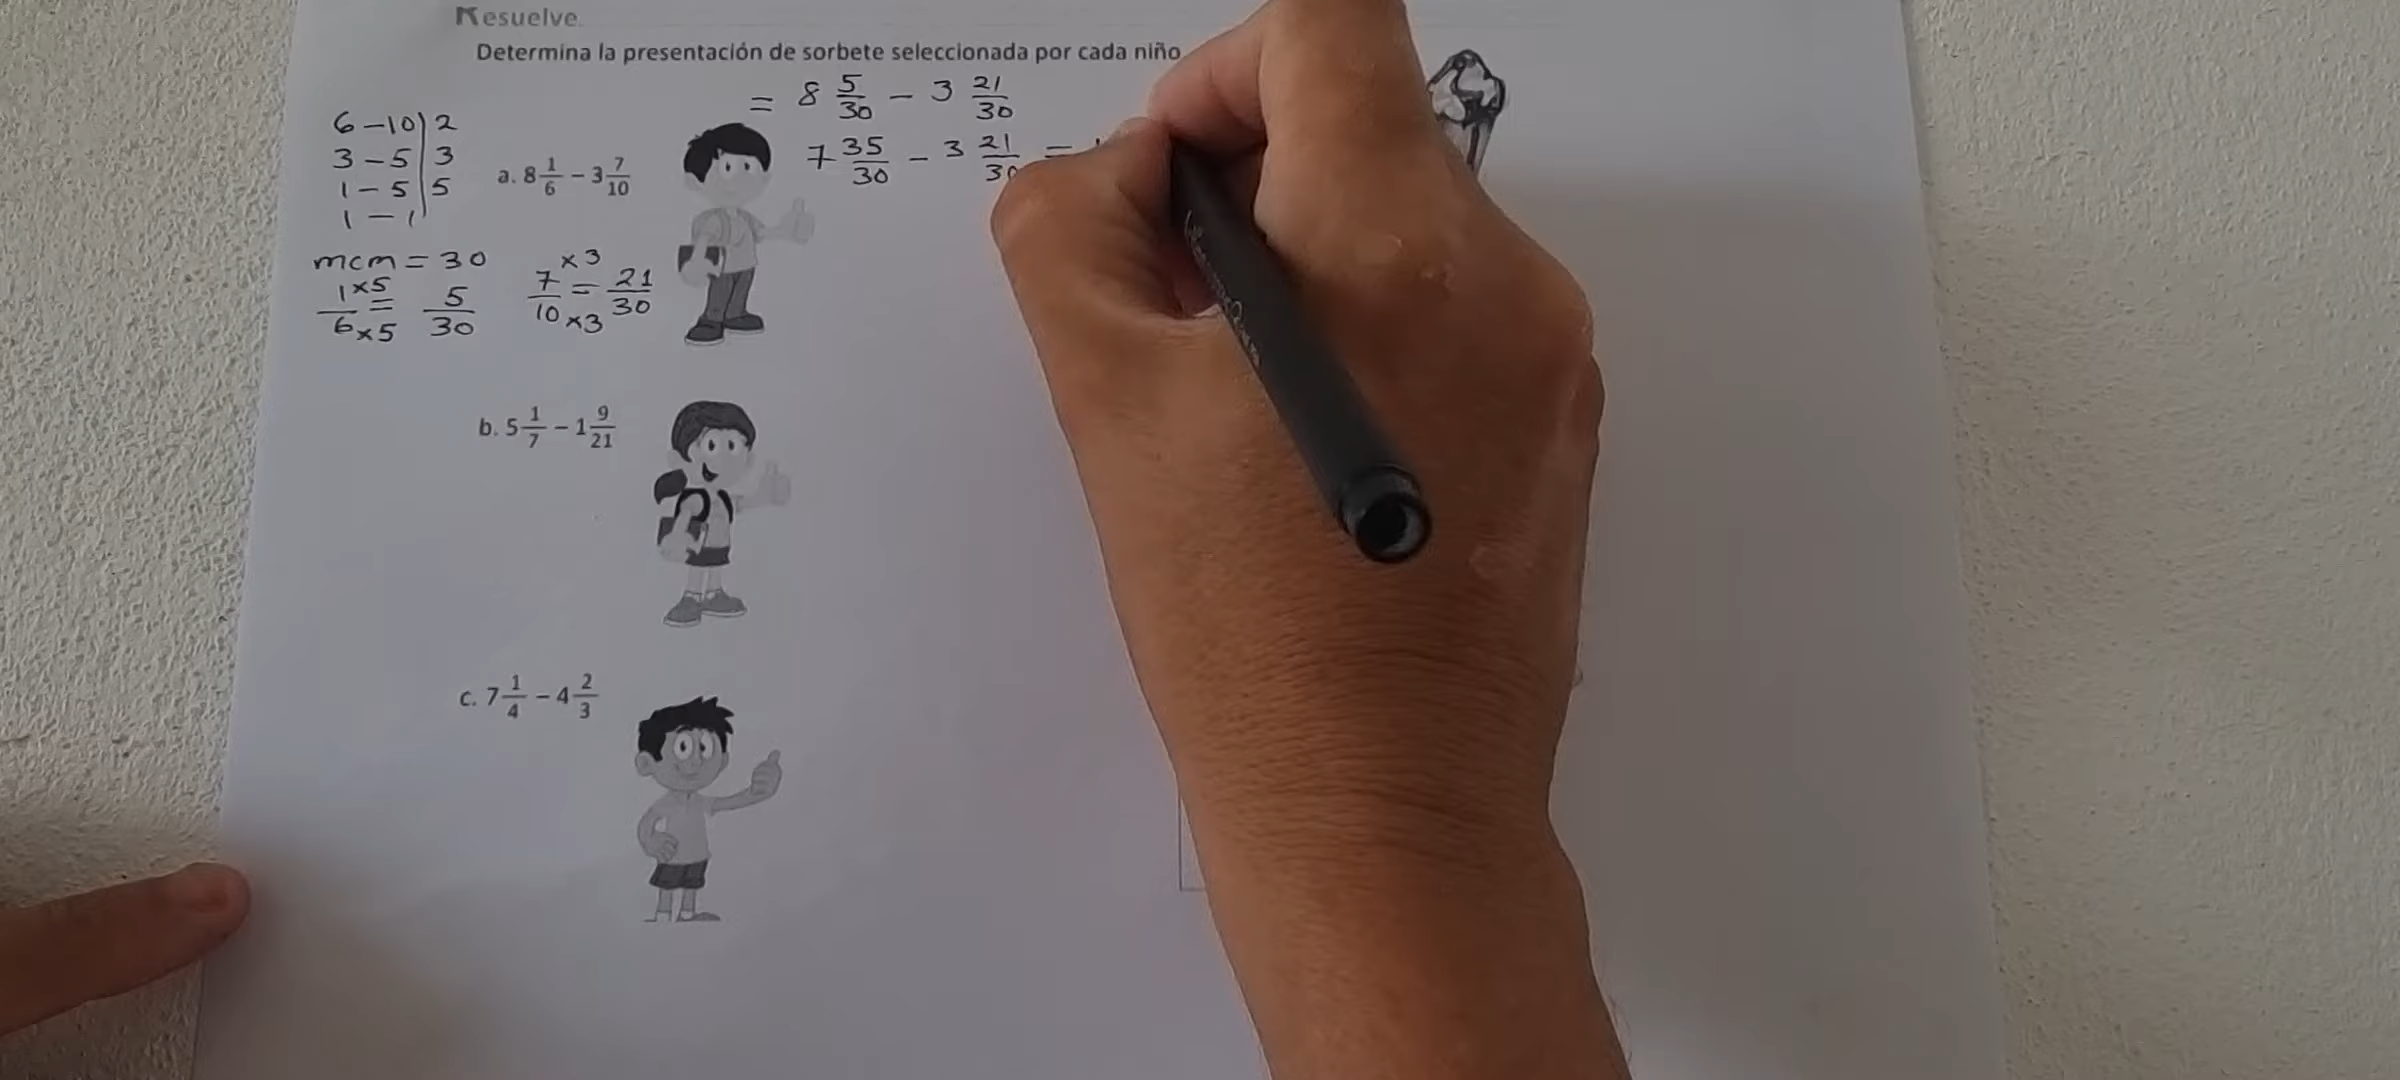 Resuelve
Determina la presentación de sorbete seleccionada por cada niño
= 8 5/30 - 3 21/30
7 35/30 - 3 21/30 =
6 - 10 | 2
3 - 5 | 3
1 - 5 | 5
1 - 1
a. 8 1/6 - 3 7/10
mcm = 30
1×5/6×5 = 5/30
7×3/10×3 = 21/30
b. 5 1/7 - 1 9/21
c. 7 1/4 - 4 2/3